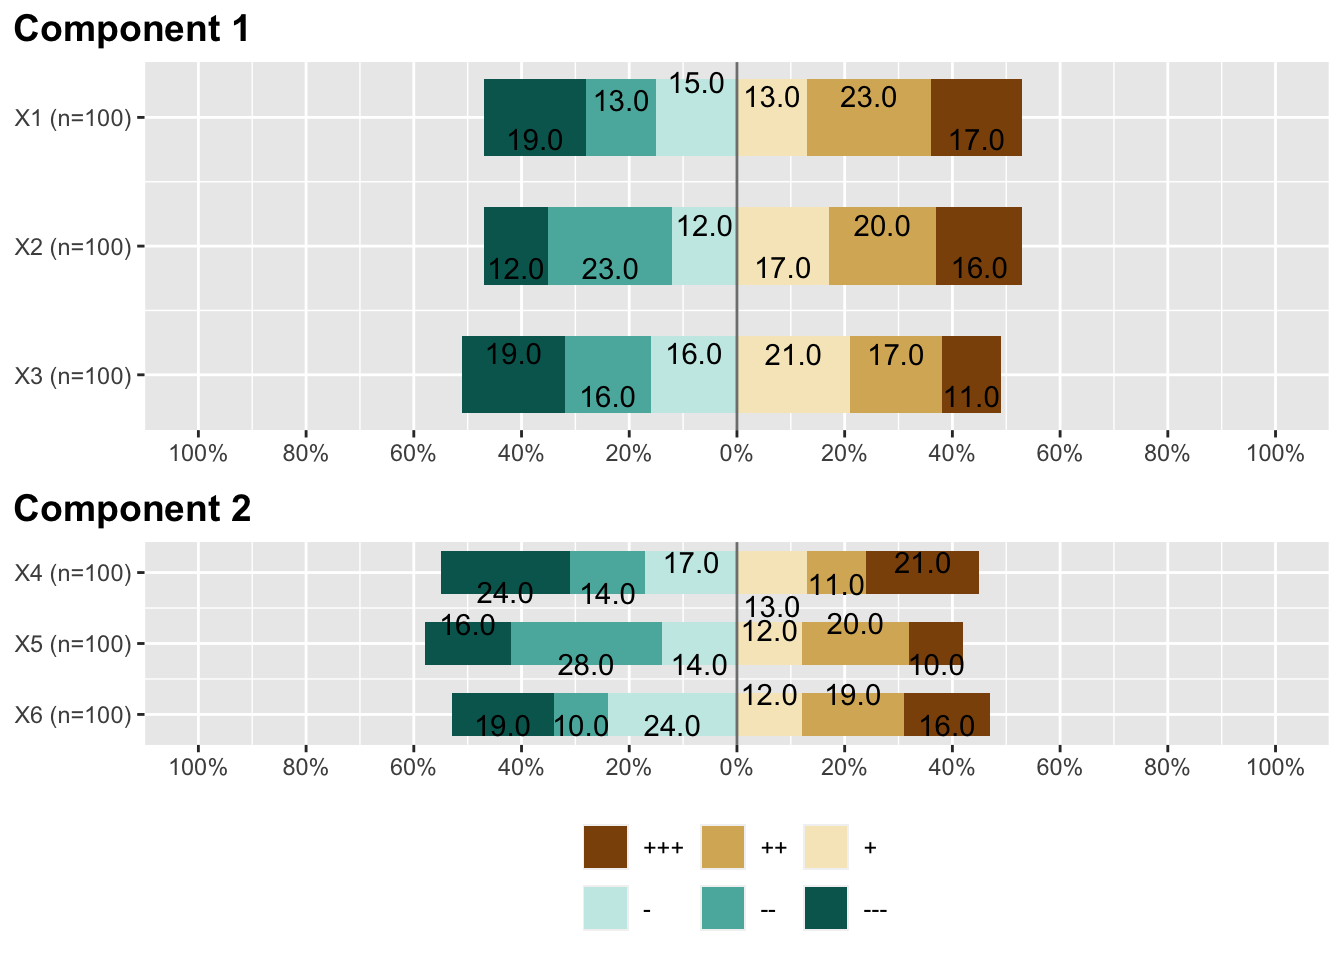 Component 1
X1 (n=100) 19.0 13.0 15.0 13.0 23.0 17.0
X2 (n=100) 12.0 23.0 12.0 17.0 20.0 16.0
X3 (n=100) 19.0 16.0 16.0 21.0 17.0 11.0
100% 80% 60% 40% 20% 0% 20% 40% 60% 80% 100%
Component 2
X4 (n=100) 24.0 14.0 17.0 13.0 11.0 21.0
X5 (n=100) 16.0 28.0 14.0 12.0 20.0 10.0
X6 (n=100) 19.0 10.0 24.0 12.0 19.0 16.0
100% 80% 60% 40% 20% 0% 20% 40% 60% 80% 100%
+++ ++ +
- -- ---